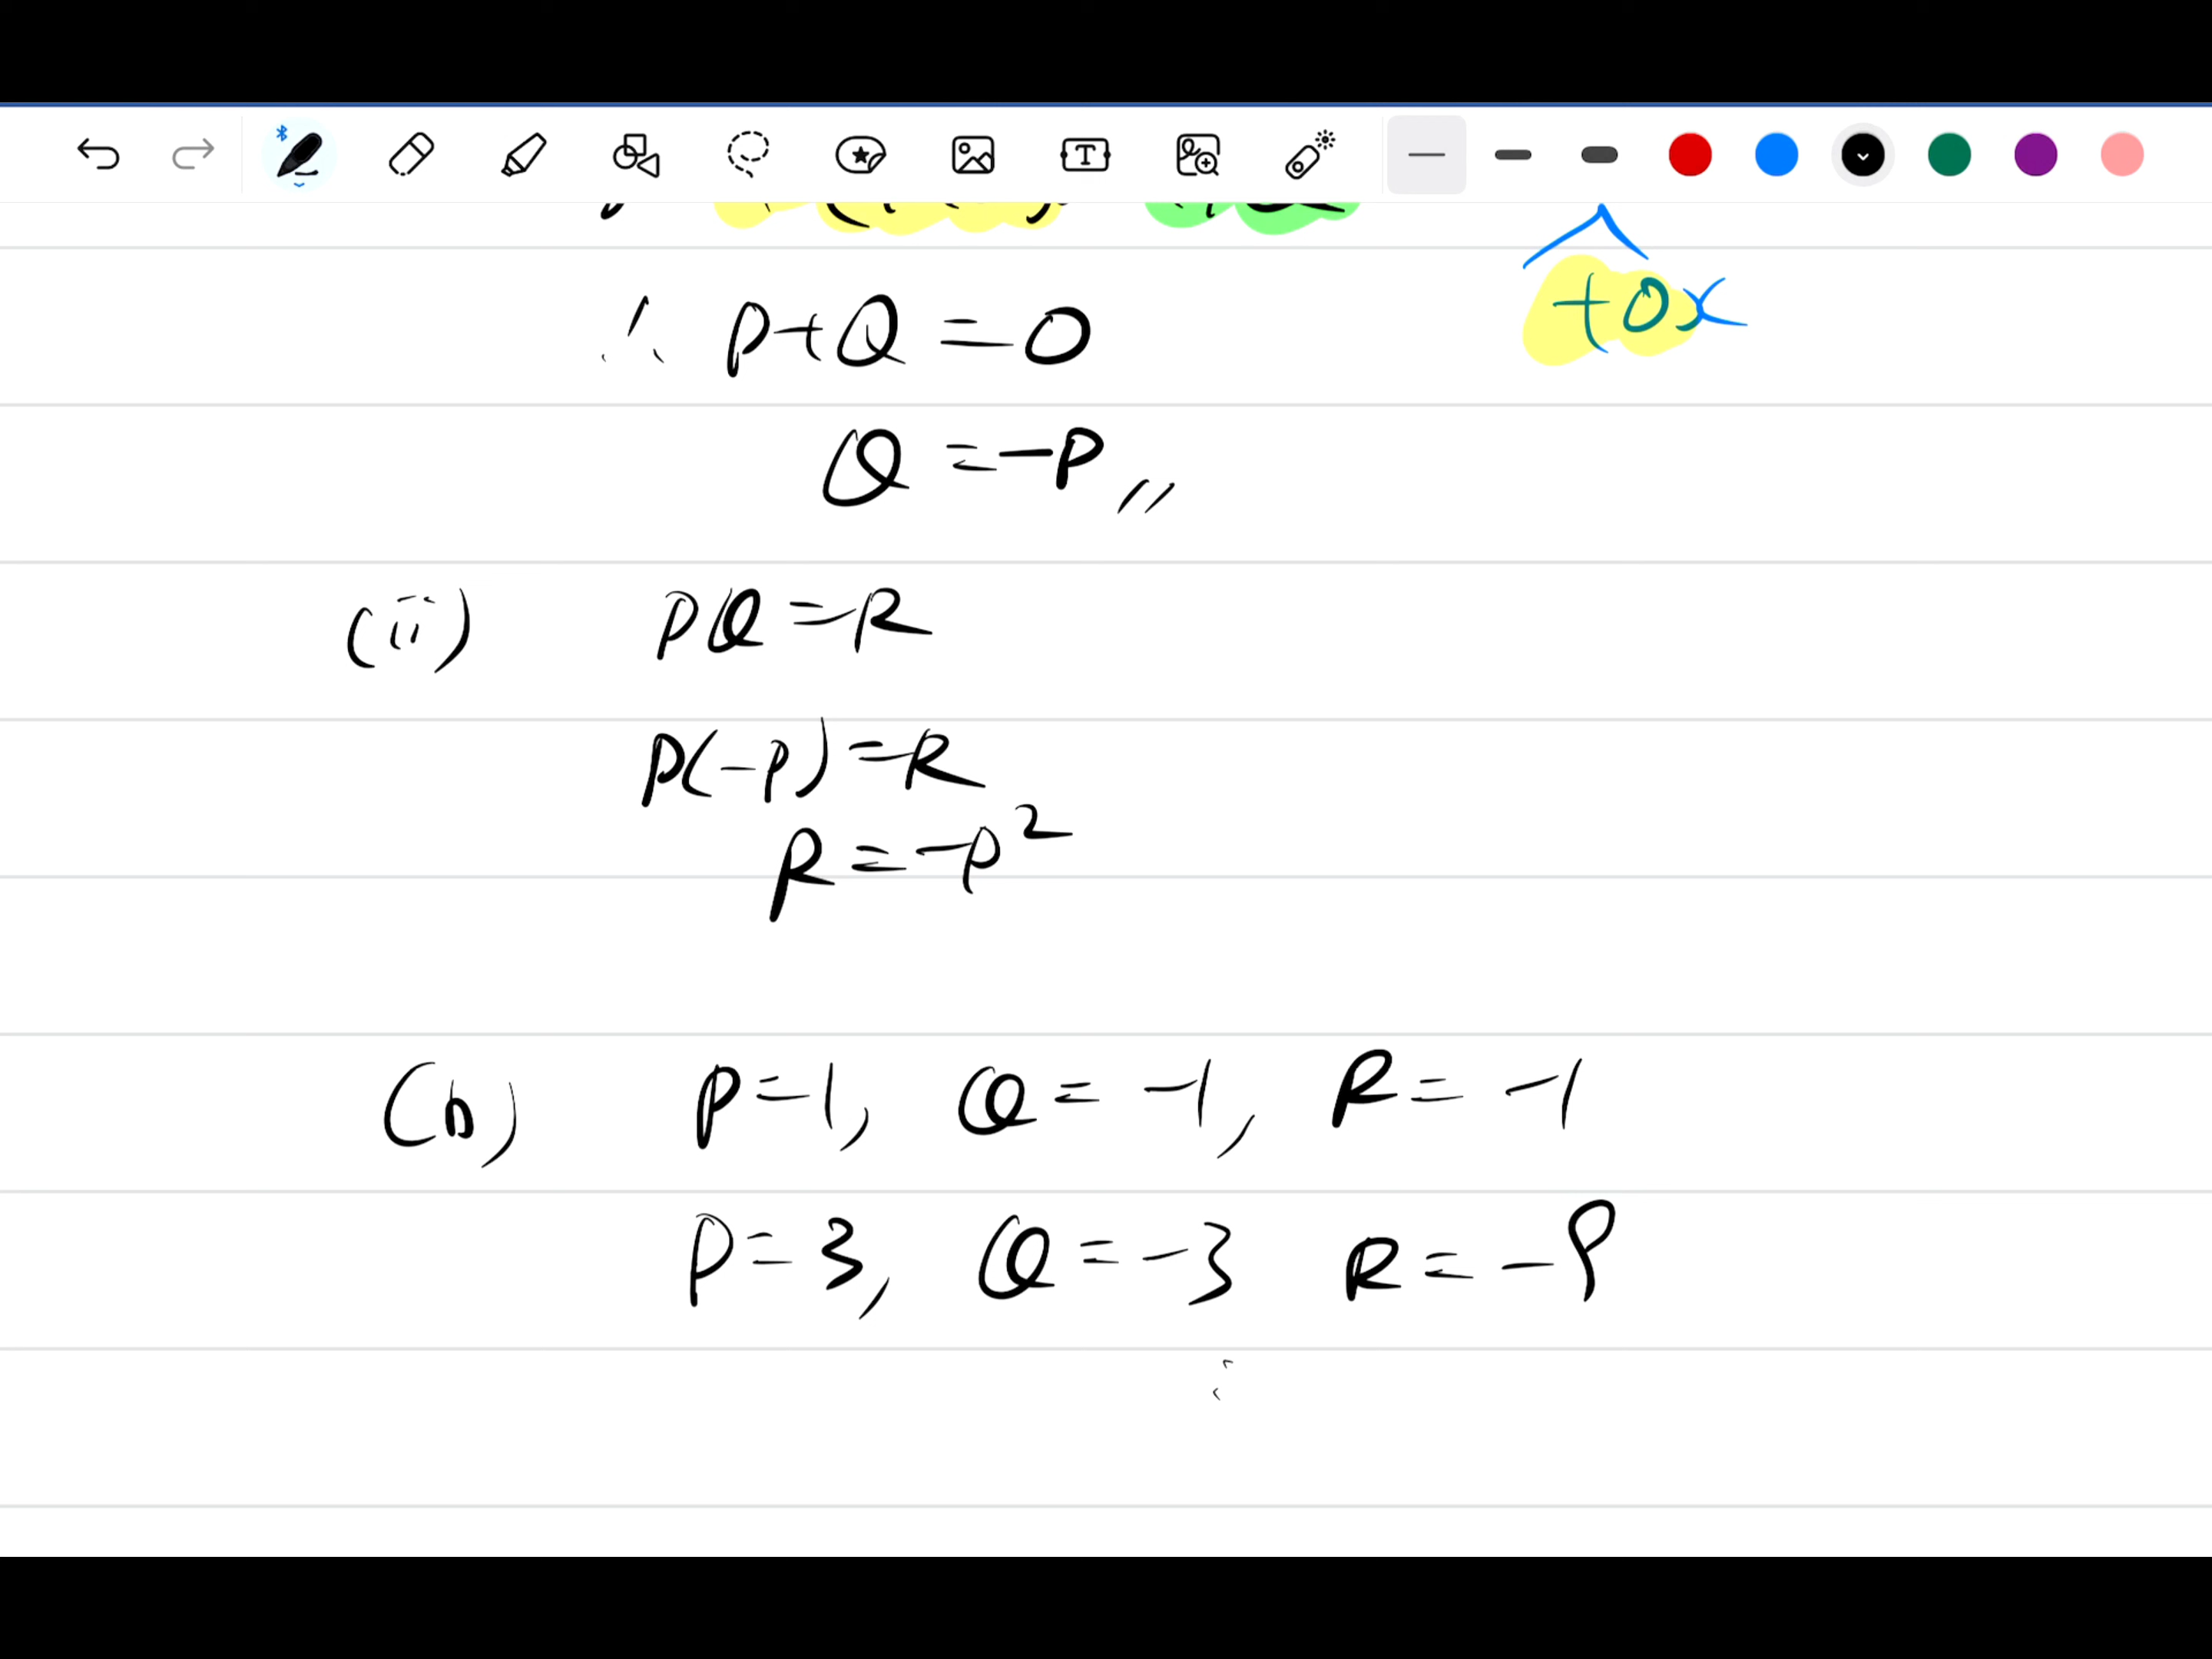 +0x
∴ P+Q=0
Q=-P,,
(ii) PQ=R
P(-P)=R
R=-P²
(b) P=1, Q=-1, R=-1
P=3, Q=-3 R=-9
: